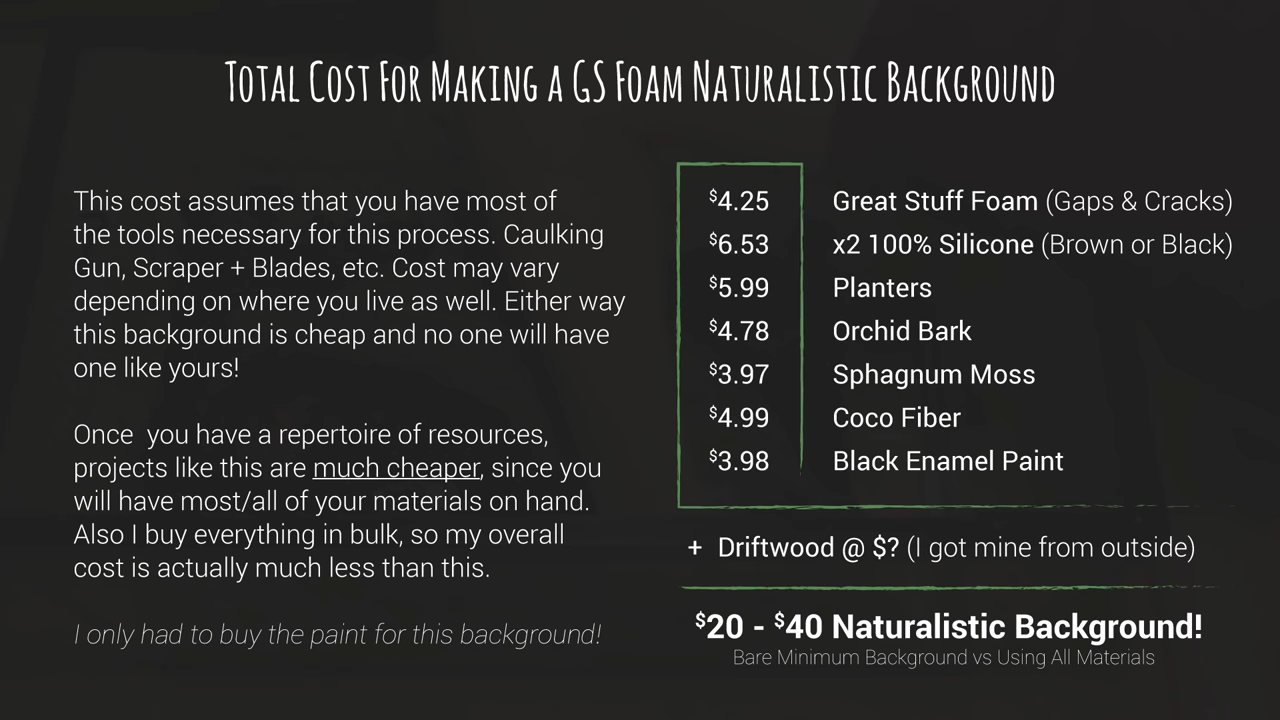 Total Cost For Making a GS Foam Naturalistic Background
This cost assumes that you have most of
the tools necessary for this process. Caulking
Gun, Scraper + Blades, etc. Cost may vary
depending on where you live as well. Either way
this background is cheap and no one will have
one like yours!
Once  you have a repertoire of resources,
projects like this are much cheaper, since you
will have most/all of your materials on hand.
Also I buy everything in bulk, so my overall
cost is actually much less than this.
I only had to buy the paint for this background!
$4.25 Great Stuff Foam (Gaps & Cracks)
$6.53 x2 100% Silicone (Brown or Black)
$5.99 Planters
$4.78 Orchid Bark
$3.97 Sphagnum Moss
$4.99 Coco Fiber
$3.98 Black Enamel Paint
+ Driftwood @ $? (I got mine from outside)
$20 - $40 Naturalistic Background!
Bare Minimum Background vs Using All Materials